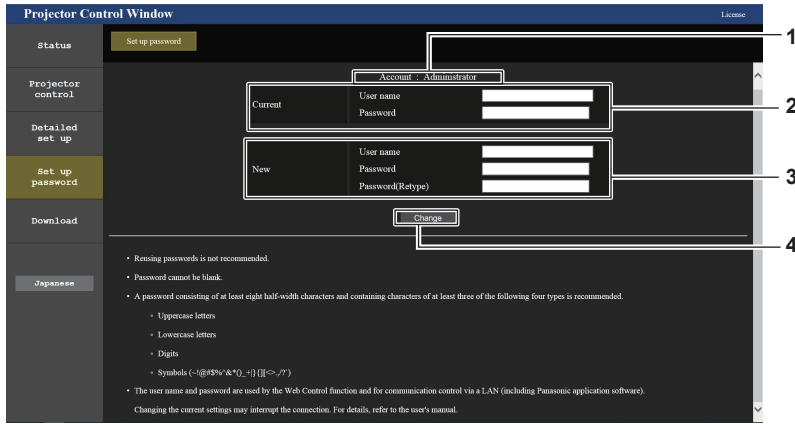 Projector Control Window
License
Status
Projector
control
Detailed
set up
Set up
password
Download
Japanese
Set up password
1
Account : Administrator
Current
User name
Password
2
New
User name
Password
Password(Retype)
3
Change
4
• Reusing passwords is not recommended.
• Password cannot be blank.
• A password consisting of at least eight half-width characters and containing characters of at least three of the following four types is recommended.
◦ Uppercase letters
◦ Lowercase letters
◦ Digits
◦ Symbols (~!@#$%^&*()_+|}{][<>.,/?`)
• The user name and password are used by the Web Control function and for communication control via a LAN (including Panasonic application software).
Changing the current settings may interrupt the connection. For details, refer to the user's manual.